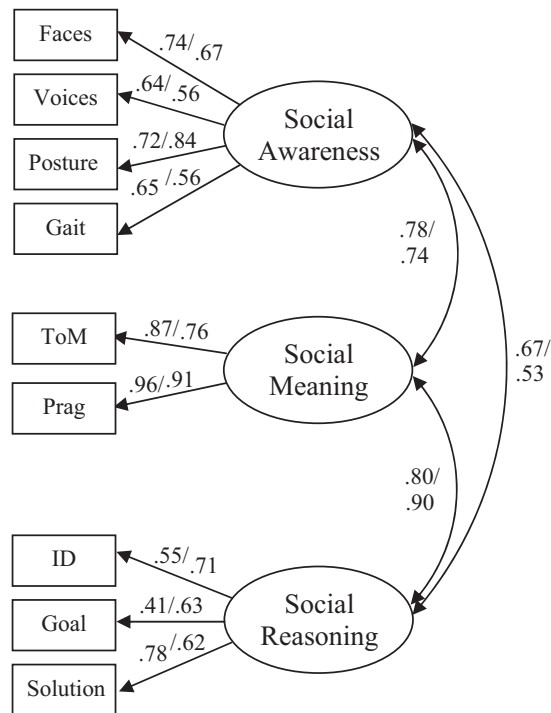 Faces
.74/.67
Voices
.64/.56
Social
Awareness
Posture
.72/.84
Gait
.65/.56
.78/
.74
ToM
.87/.76
Social
Meaning
Prag
.96/.91
.67/
.53
.80/
.90
ID
.55/.71
Goal
.41/.63
Social
Reasoning
Solution
.78/.62